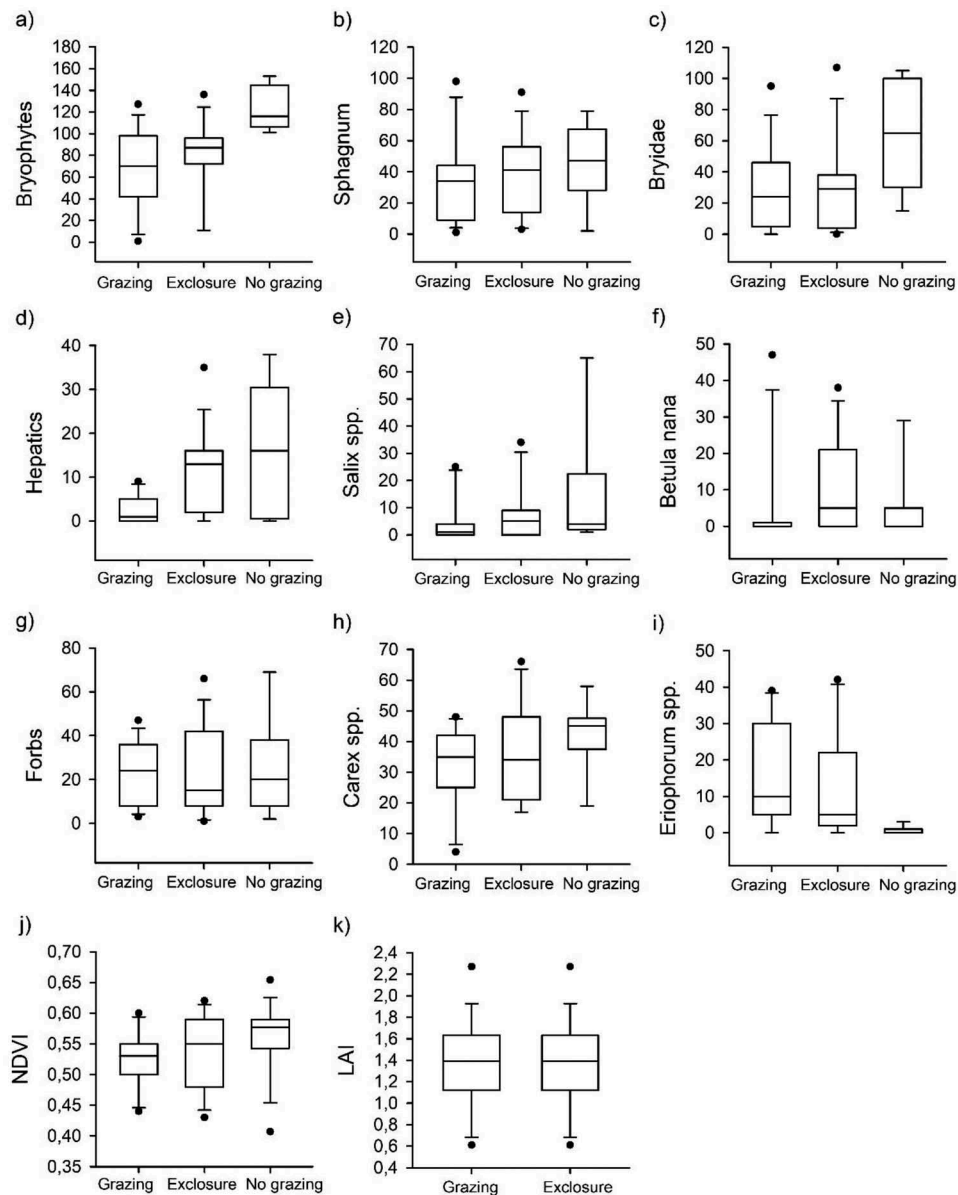 a)
b)
c)
Bryophytes
180
160
140
120
100
80
60
40
20
0
Grazing Exclosure No grazing
Sphagnum
120
100
80
60
40
20
0
Grazing Exclosure No grazing
Bryidae
120
100
80
60
40
20
0
Grazing Exclosure No grazing
d)
e)
f)
Hepatics
40
30
20
10
0
Grazing Exclosure No grazing
Salix spp.
70
60
50
40
30
20
10
0
Grazing Exclosure No grazing
Betula nana
50
40
30
20
10
0
Grazing Exclosure No grazing
g)
h)
i)
Forbs
80
60
40
20
0
Grazing Exclosure No grazing
Carex spp.
70
60
50
40
30
20
10
0
Grazing Exclosure No grazing
Eriophorum spp.
50
40
30
20
10
0
Grazing Exclosure No grazing
j)
k)
NDVI
0,70
0,65
0,60
0,55
0,50
0,45
0,40
0,35
Grazing Exclosure No grazing
LAI
2,4
2,2
2,0
1,8
1,6
1,4
1,2
1,0
0,8
0,6
0,4
Grazing Exclosure